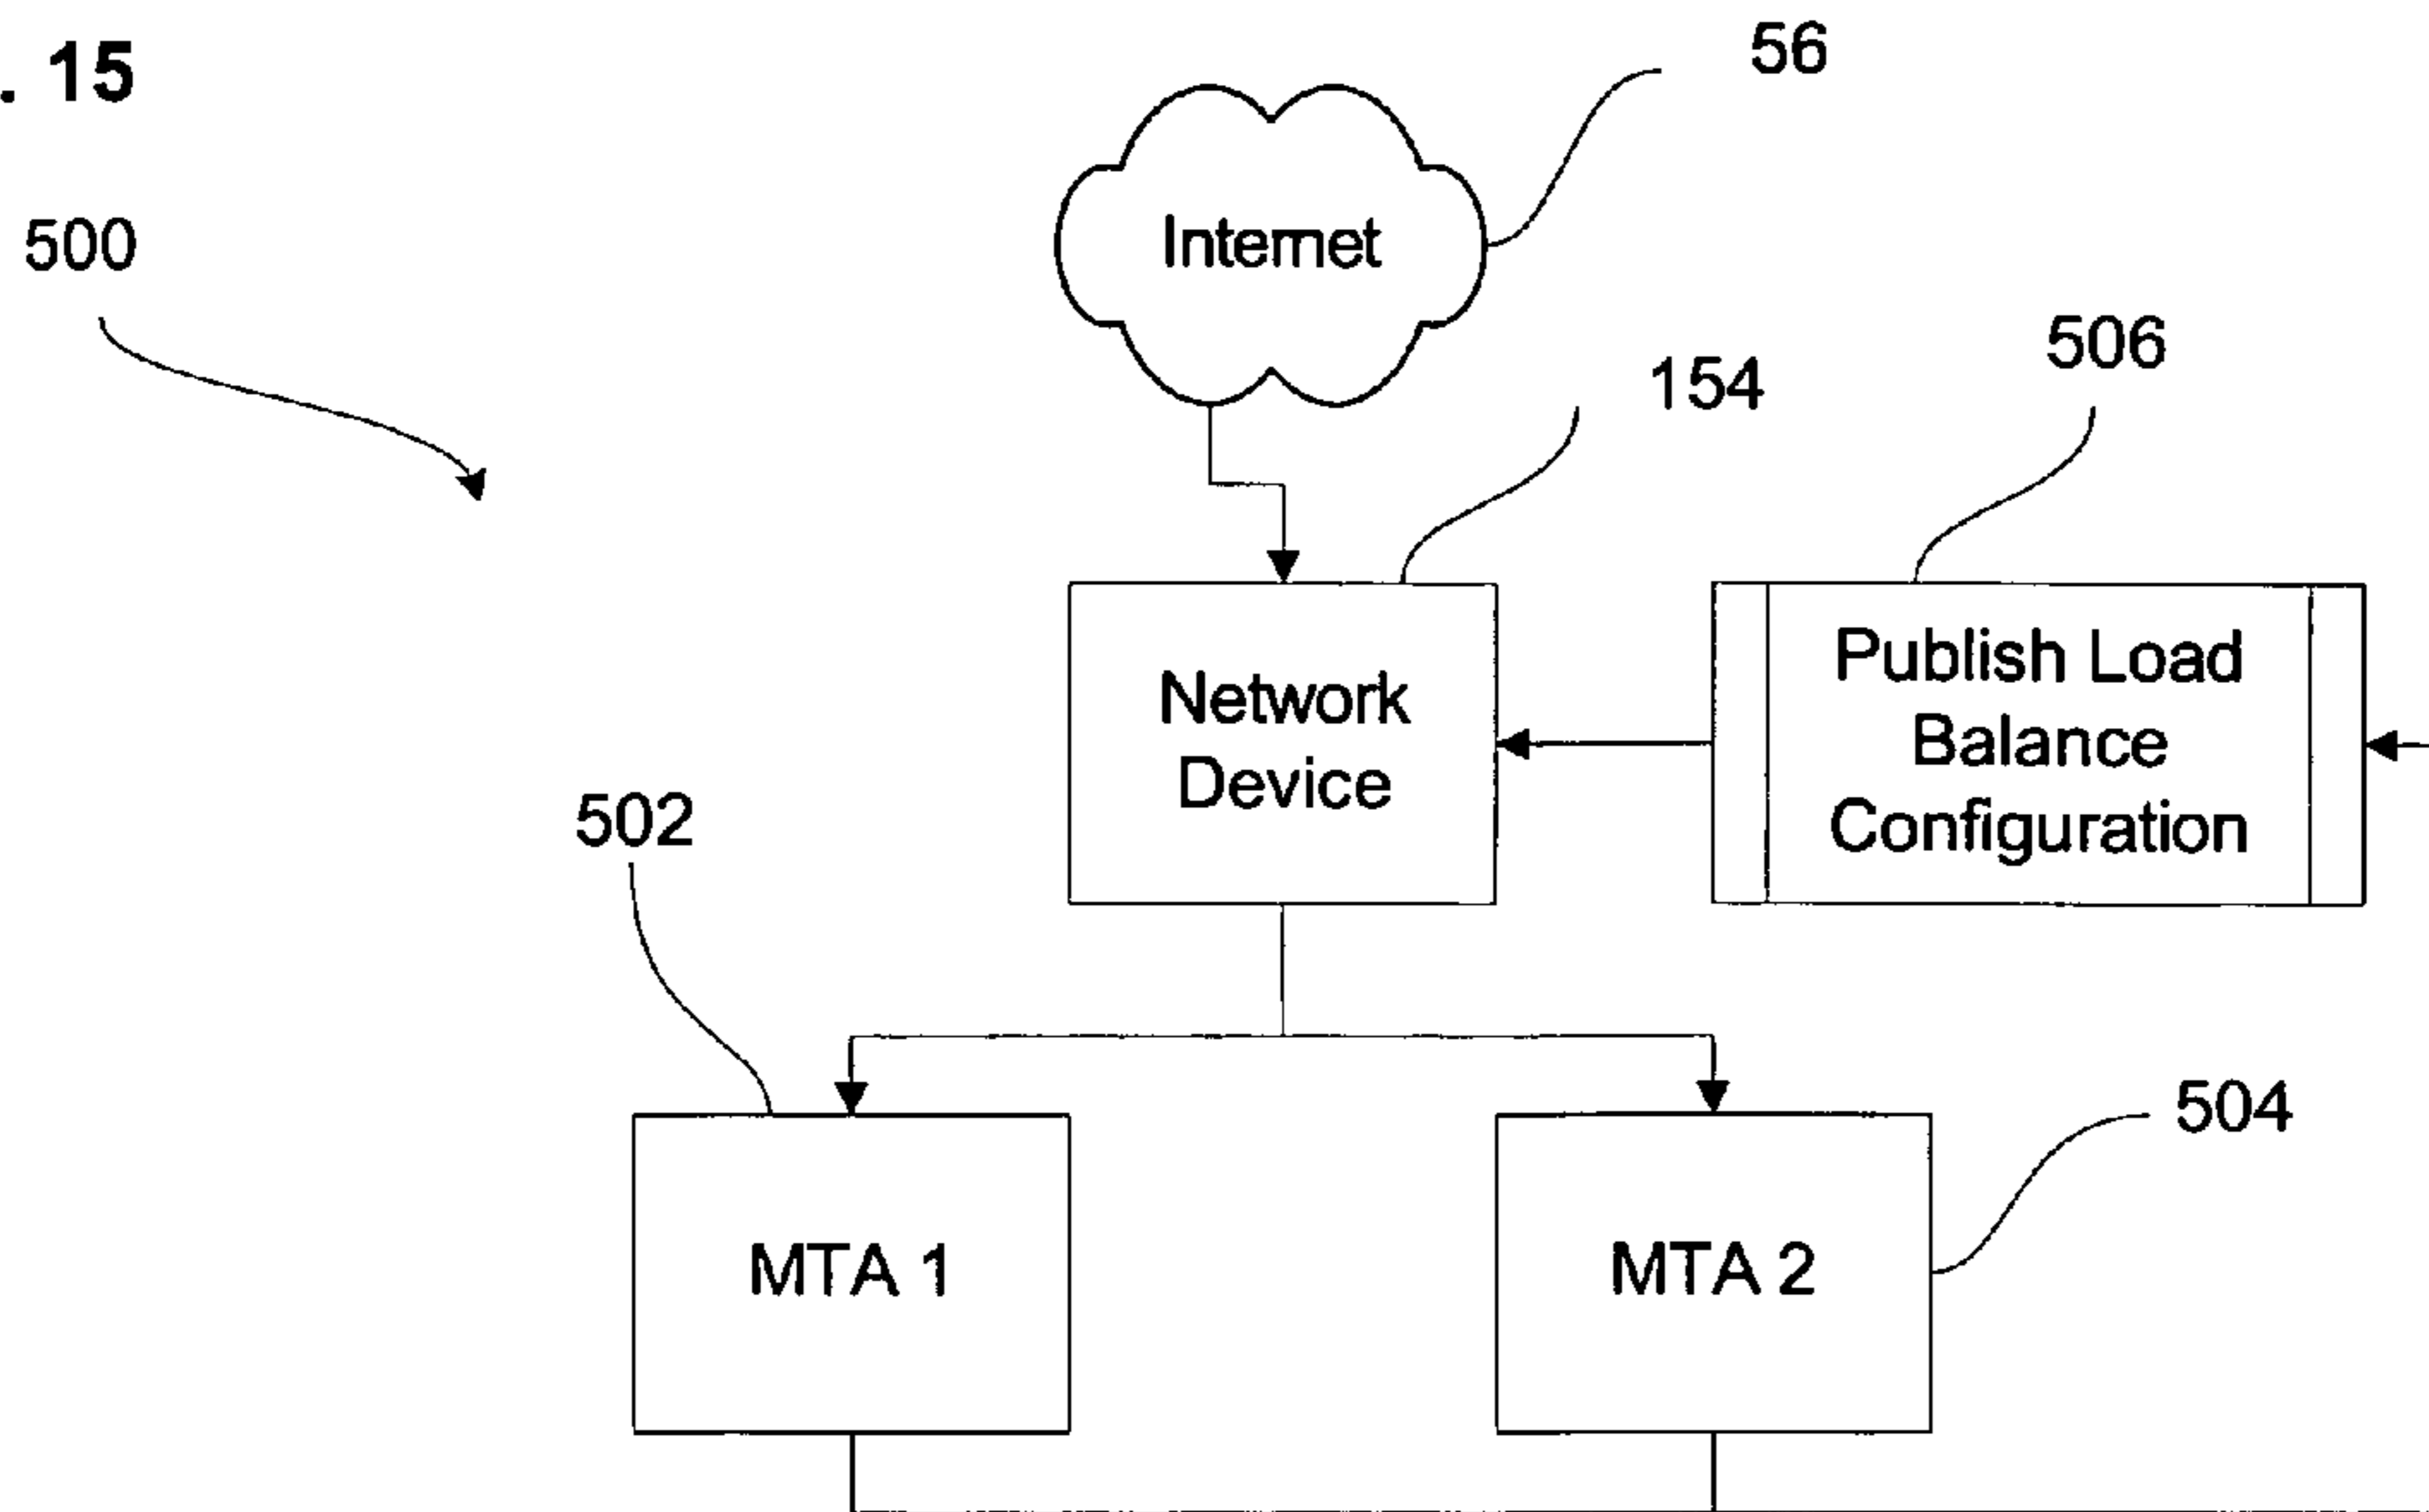 . 15
56
500
Internet
506
154
Publish Load
Balance
Configuration
Network
Device
502
504
MTA 1
MTA 2